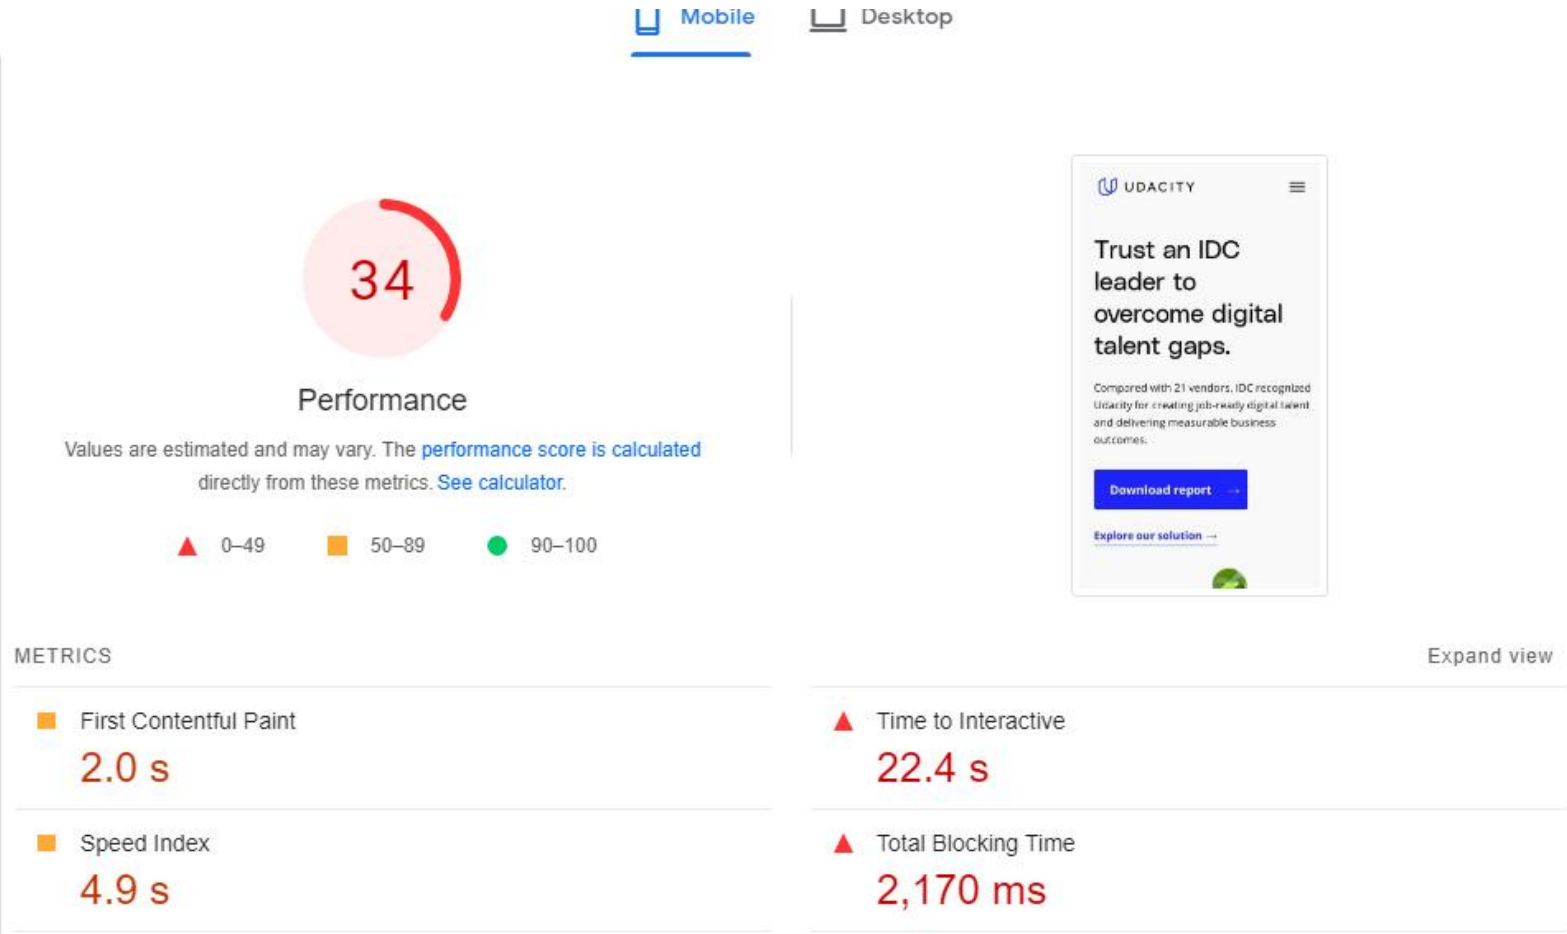 Mobile
Desktop
34
Performance
Values are estimated and may vary. The performance score is calculated
directly from these metrics. See calculator.
0–49
50–89
90–100
UDACITY
Trust an IDC
leader to
overcome digital
talent gaps.
Compared with 21 vendors, IDC recognized
Udacity for creating job-ready digital talent
and delivering measurable business
outcomes.
Download report →
Explore our solution →
METRICS
Expand view
First Contentful Paint
2.0 s
Time to Interactive
22.4 s
Speed Index
4.9 s
Total Blocking Time
2,170 ms